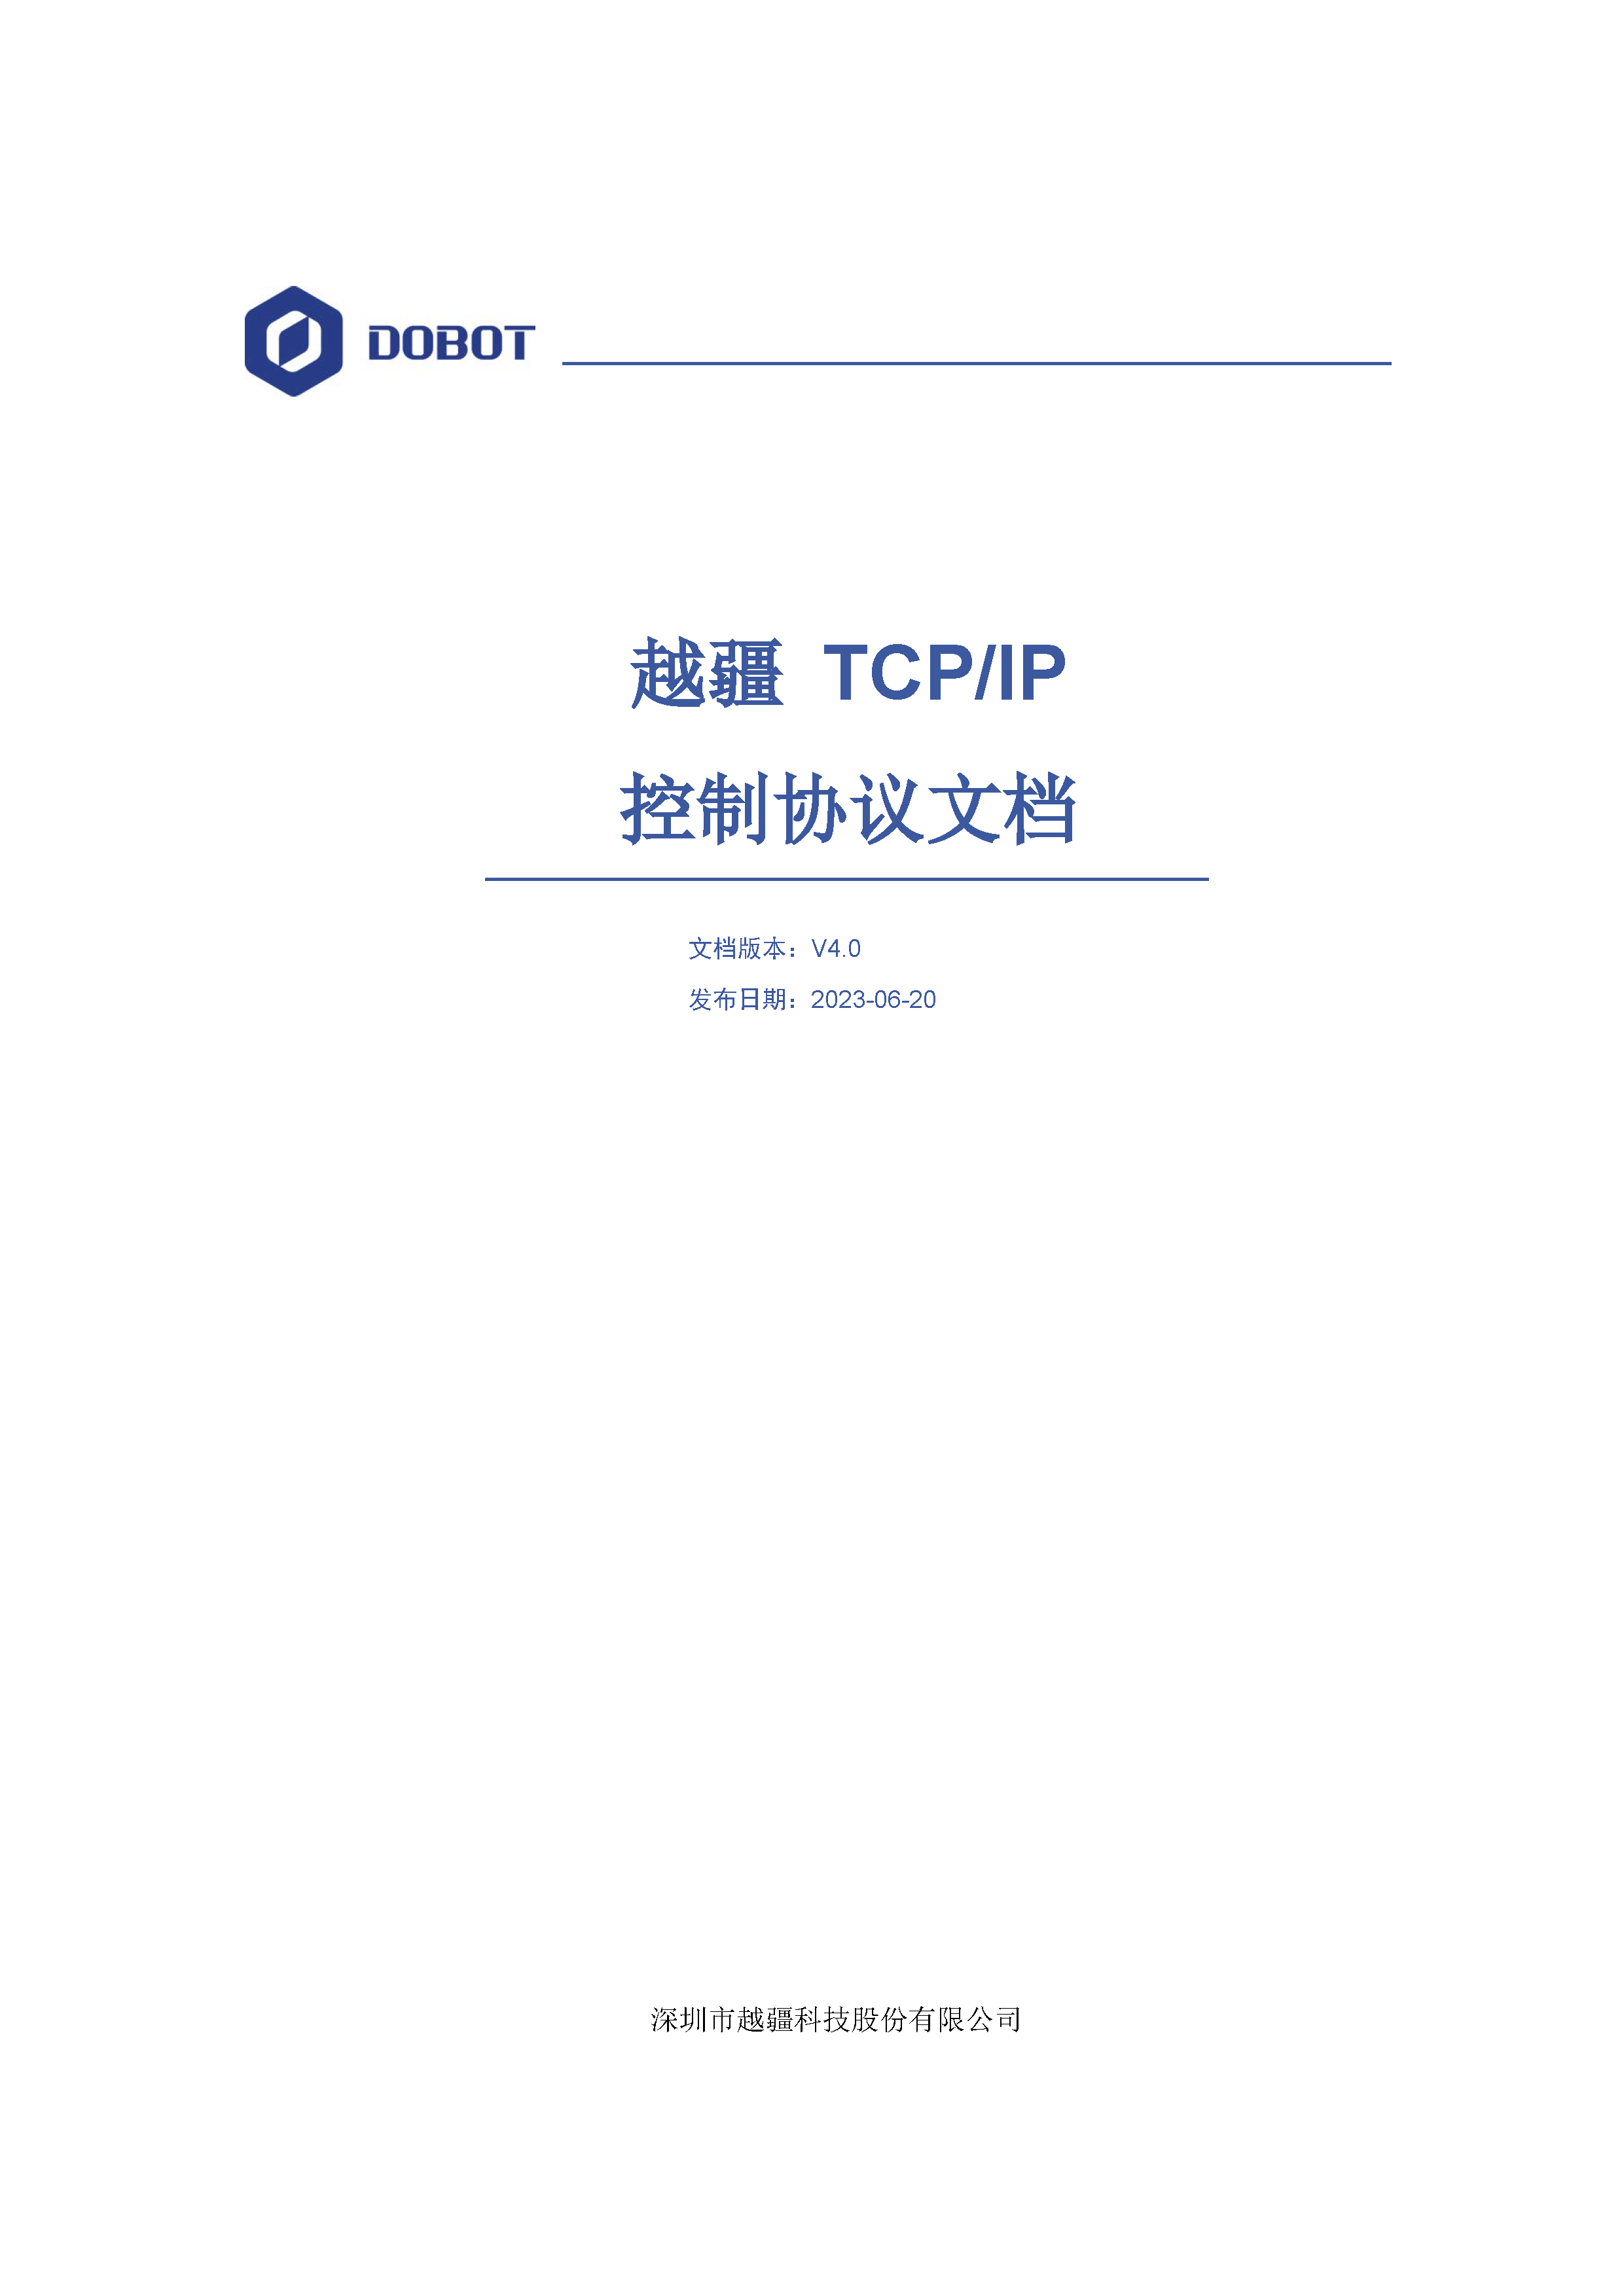 DOBOT
越疆 TCP/IP
控制协议文档
文档版本：V4.0
发布日期：2023-06-20
深圳市越疆科技股份有限公司